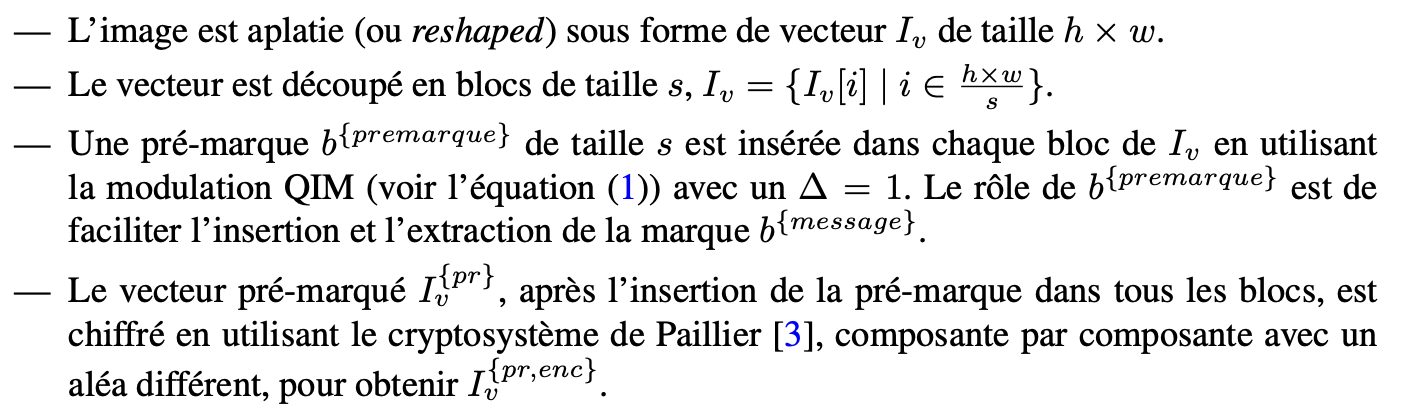 — L'image est aplatie (ou reshaped) sous forme de vecteur $I_v$ de taille $h \times w$.
— Le vecteur est découpé en blocs de taille $s$, $I_v = \{I_v[i] \mid i \in \frac{h \times w}{s}\}$.
— Une pré-marque $b^{\{premarque\}}$ de taille $s$ est insérée dans chaque bloc de $I_v$ en utilisant
la modulation QIM (voir l'équation (1)) avec un $\Delta = 1$. Le rôle de $b^{\{premarque\}}$ est de
faciliter l'insertion et l'extraction de la marque $b^{\{message\}}$.
— Le vecteur pré-marqué $I_v^{\{pr\}}$, après l'insertion de la pré-marque dans tous les blocs, est
chiffré en utilisant le cryptosystème de Paillier [3], composante par composante avec un
aléa différent, pour obtenir $I_v^{\{pr,enc\}}$.